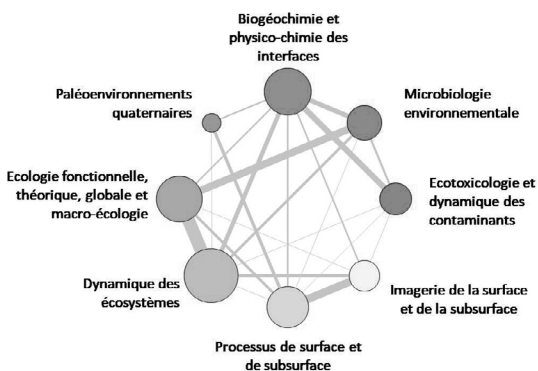 Biogéochimie et
physico-chimie des
interfaces
Paléoenvironnements
quaternaires
Microbiologie
environnementale
Ecologie fonctionnelle,
théorique, globale et
macro-écologie
Ecotoxicologie et
dynamique des
contaminants
Dynamique des
écosystèmes
Imagerie de la surface
et de la subsurface
Processus de surface et
de subsurface